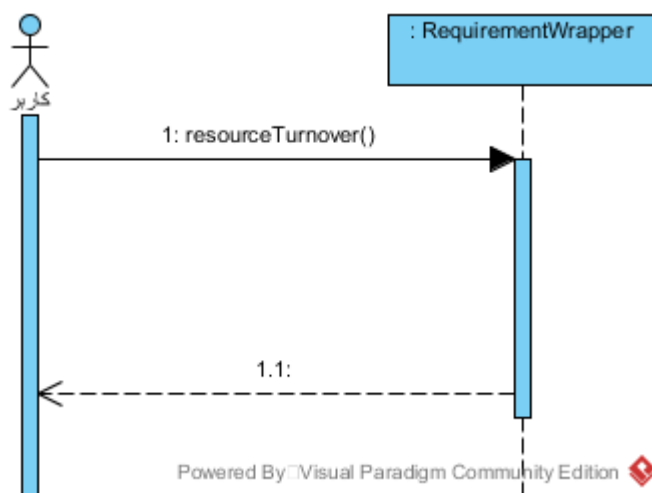 : RequirementWrapper
کاربر
1: resourceTurnover()
1.1:
Powered By Visual Paradigm Community Edition